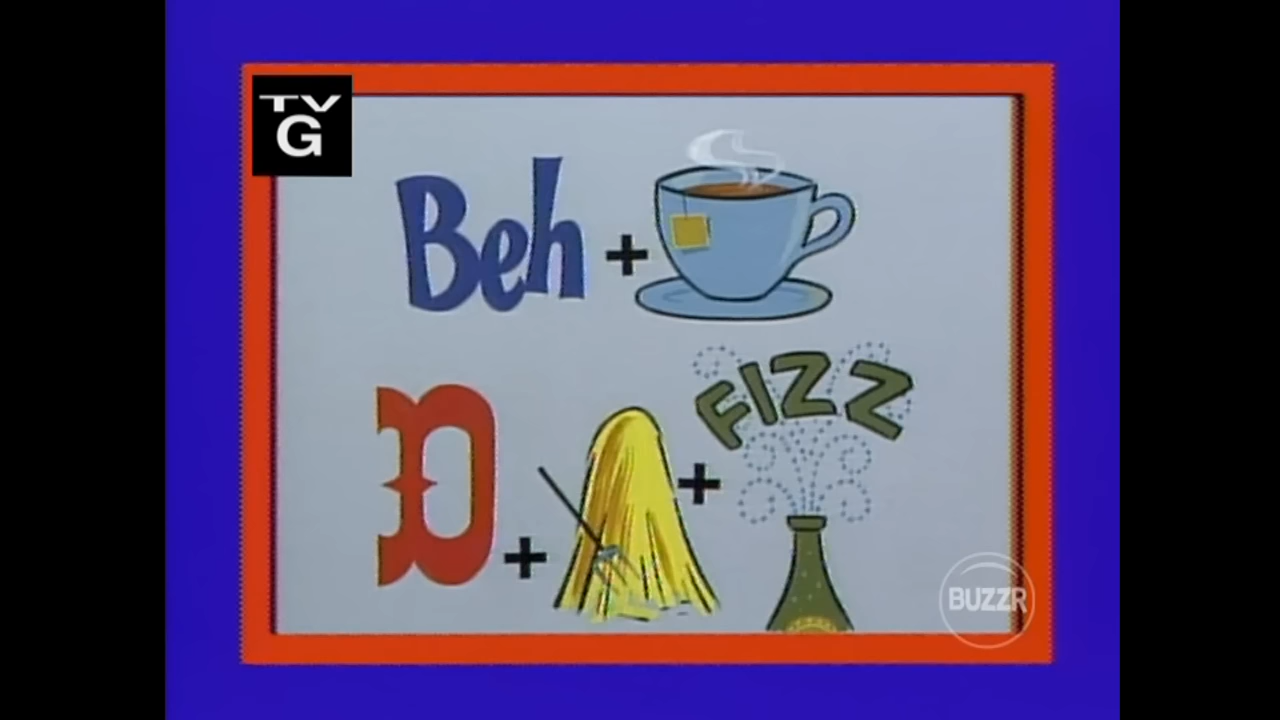 TV
G
Beh +
FIZZ
D + +
BUZZR